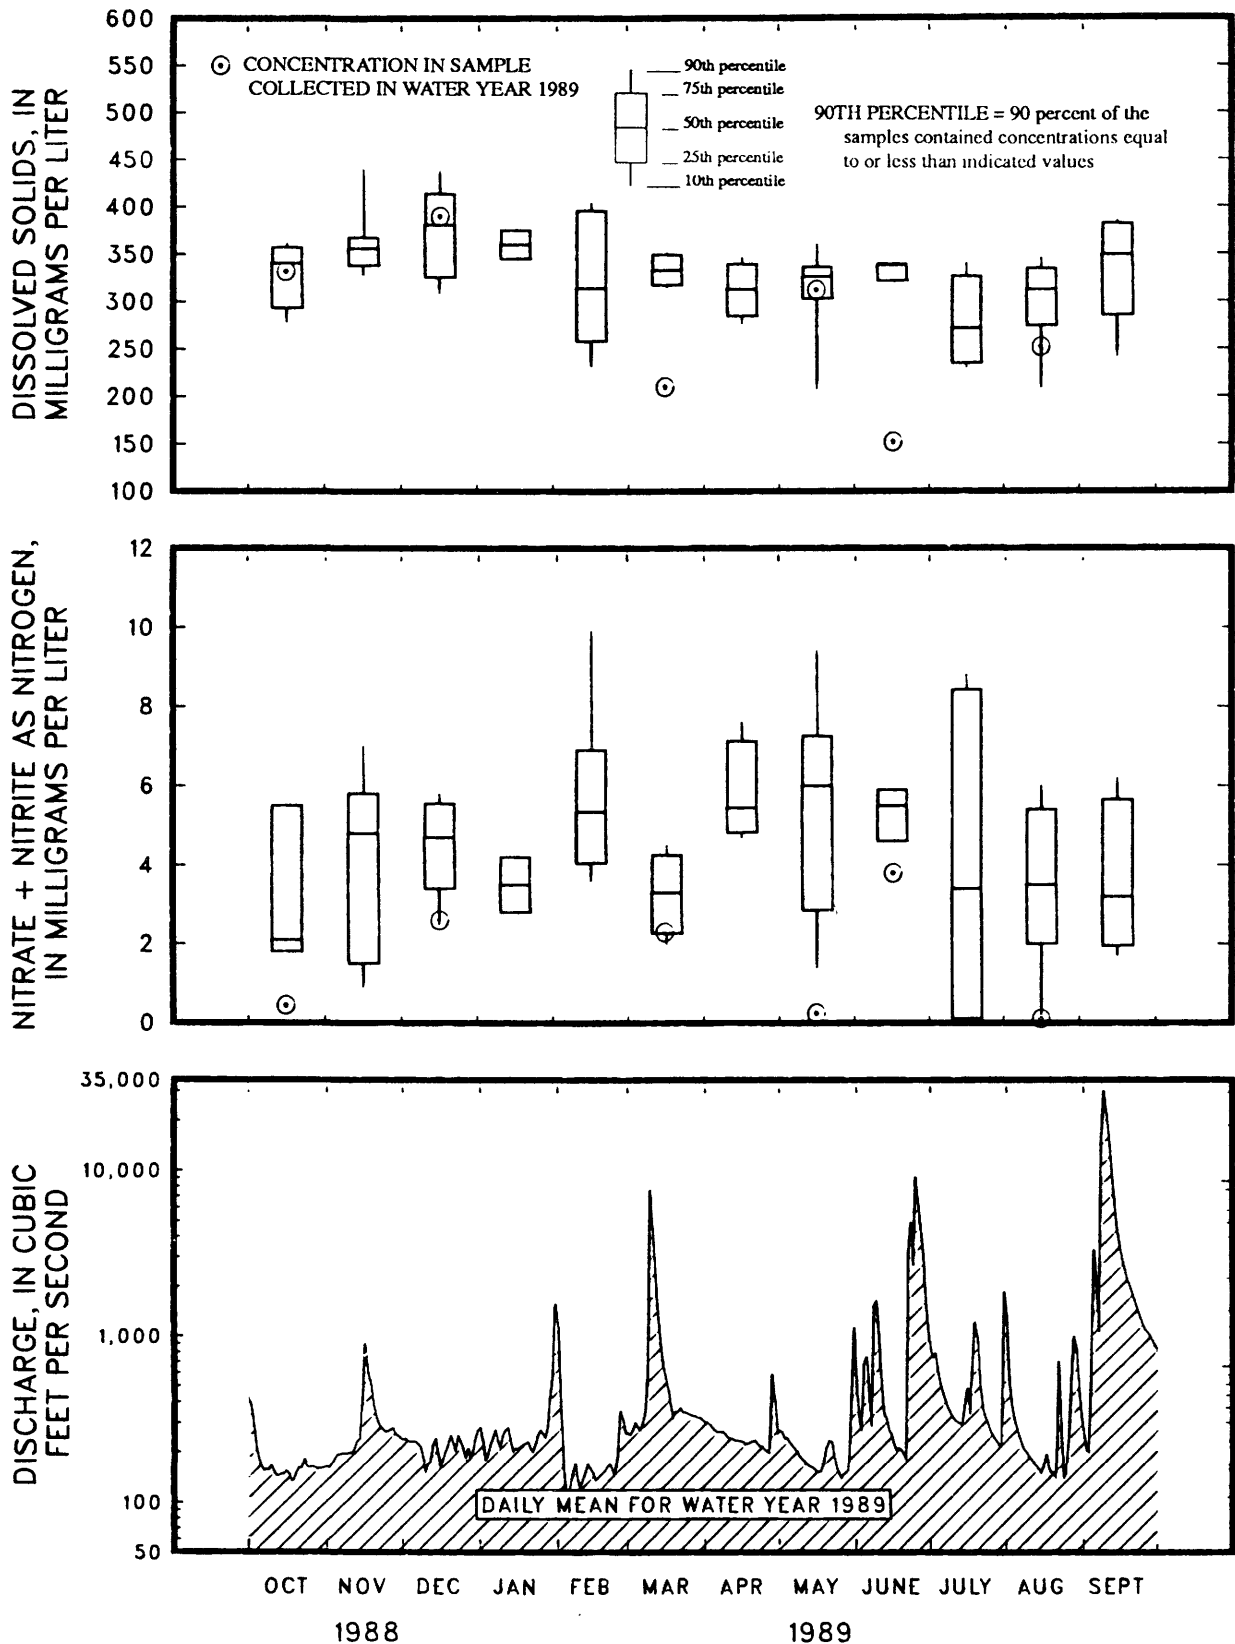 DISSOLVED SOLIDS, IN
MILLIGRAMS PER LITER
600
550
500
450
400
350
300
250
200
150
100
CONCENTRATION IN SAMPLE
COLLECTED IN WATER YEAR 1989
90th percentile
75th percentile
50th percentile
25th percentile
10th percentile
90TH PERCENTILE = 90 percent of the
samples contained concentrations equal
to or less than indicated values
NITRATE + NITRITE AS NITROGEN,
IN MILLIGRAMS PER LITER
12
10
8
6
4
2
0
DISCHARGE, IN CUBIC
FEET PER SECOND
35,000
10,000
1,000
100
50
DAILY MEAN FOR WATER YEAR 1989
OCT NOV DEC JAN FEB MAR APR MAY JUNE JULY AUG SEPT
1988 1989